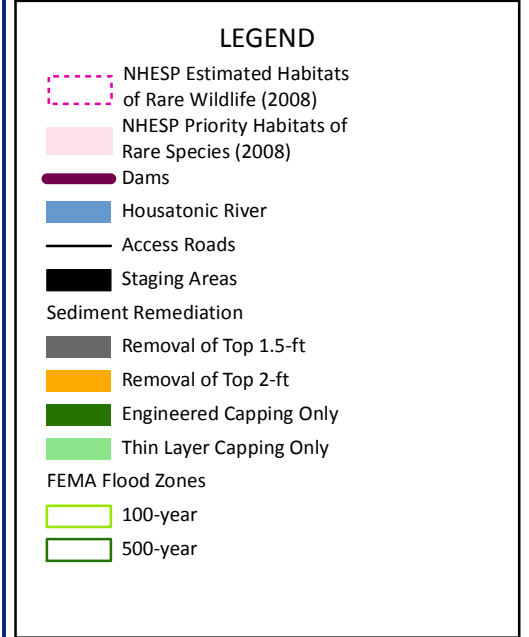 LEGEND
NHESP Estimated Habitats
of Rare Wildlife (2008)
NHESP Priority Habitats of
Rare Species (2008)
Dams
Housatonic River
Access Roads
Staging Areas
Sediment Remediation
Removal of Top 1.5-ft
Removal of Top 2-ft
Engineered Capping Only
Thin Layer Capping Only
FEMA Flood Zones
100-year
500-year